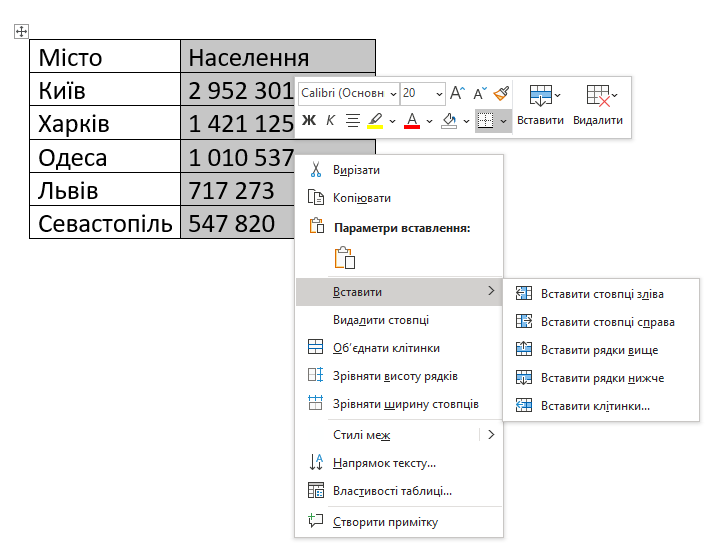 Місто Населення
Київ 2 952 301
Харків 1 421 125
Одеса 1 010 537
Львів 717 273
Севастопіль 547 820
Calibri (Основн 20
Ж К А Вставити Видалити
Вирізати
Копіювати
Параметри вставлення:
Вставити
Видалити стовпці
Об'єднати клітинки
Зрівняти висоту рядків
Зрівняти ширину стовпців
Стилі меж
Напрямок тексту...
Властивості таблиці...
Створити примітку
Вставити стовпці зліва
Вставити стовпці справа
Вставити рядки вище
Вставити рядки нижче
Вставити клітинки...